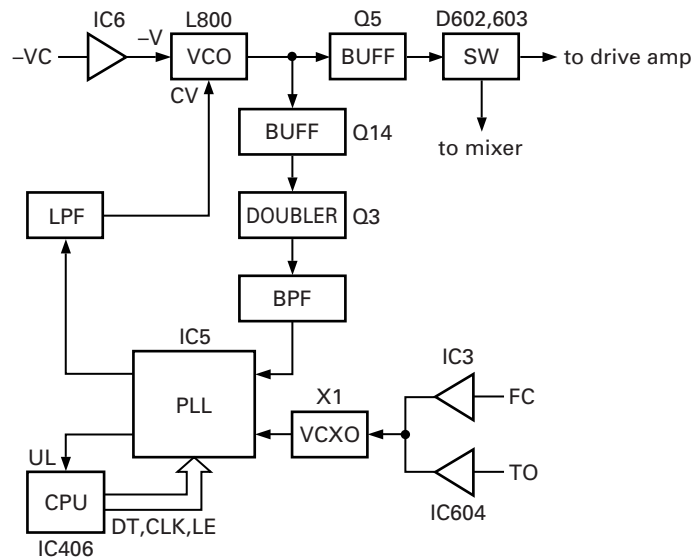 IC6
L800
Q5
D602,603
–VC
–V
VCO
BUFF
SW
to drive amp
CV
BUFF
Q14
to mixer
LPF
DOUBLER
Q3
BPF
IC5
PLL
X1
IC3
FC
VCXO
UL
TO
CPU
DT,CLK,LE
IC604
IC406